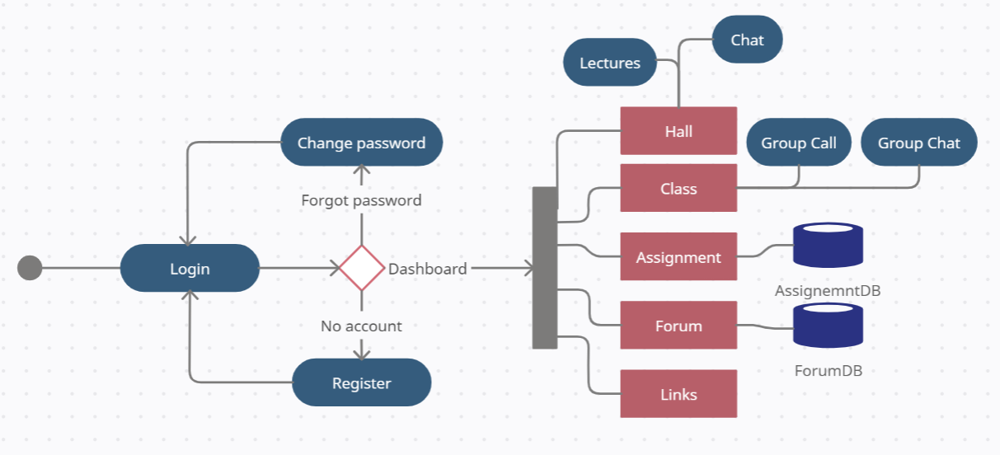 Chat
Lectures
Hall
Change password
Group Call
Group Chat
Class
Forgot password
Login
Dashboard
Assignment
AssignemntDB
No account
Forum
ForumDB
Register
Links